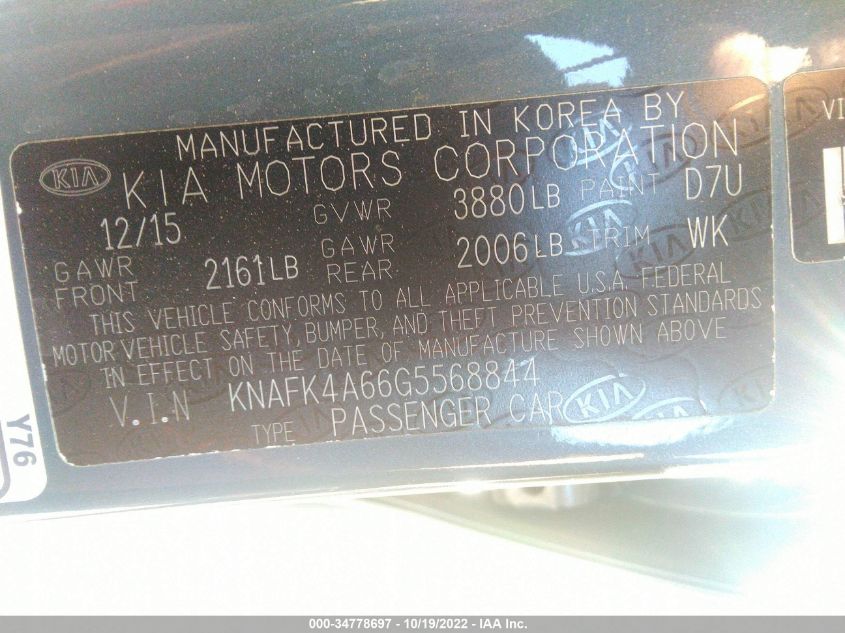 MANUFACTURED IN KOREA BY
KIA KIA MOTORS CORPORATION
12/15 GVWR 3880LB PAINT D7U
GAWR FRONT 2161LB GAWR REAR 2006LB TRIM WK
THIS VEHICLE CONFORMS TO ALL APPLICABLE U.S.A. FEDERAL
MOTOR VEHICLE SAFETY, BUMPER, AND THEFT PREVENTION STANDARDS
IN EFFECT ON THE DATE OF MANUFACTURE SHOWN ABOVE
V.I.N KNAFK4A66G5568844
TYPE PASSENGER CAR
KIA
Y76
VI
000-34778697 - 10/19/2022 - IAA Inc.